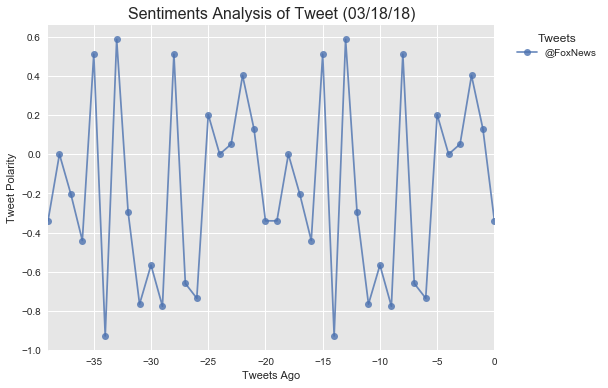 Sentiments Analysis of Tweet (03/18/18)
Tweets
@FoxNews
0.6
0.4
0.2
0.0
−0.2
−0.4
−0.6
−0.8
−1.0
Tweet Polarity
−35 −30 −25 −20 −15 −10 −5 0
Tweets Ago